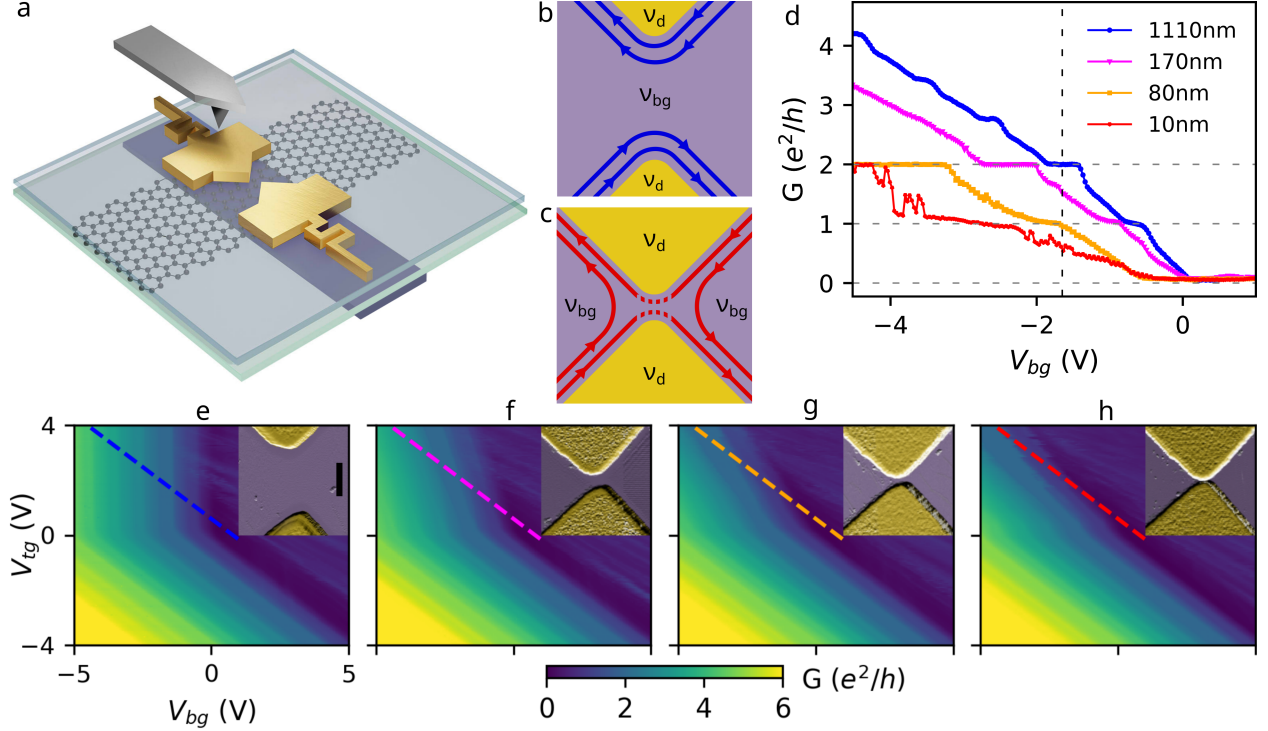 a
b
ν_d
ν_bg
ν_d
c
ν_d
ν_bg
ν_bg
ν_d
d
G (e²/h)
4
3
2
1
0
1110nm
170nm
80nm
10nm
−4
−2
0
V_bg (V)
e
f
g
h
V_tg (V)
4
0
−4
−5
0
5
V_bg (V)
0
2
4
6
G (e²/h)